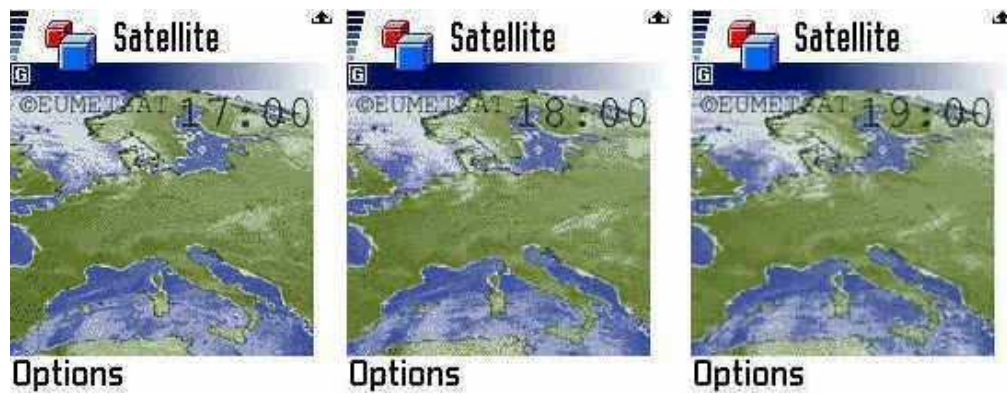 Satellite
G
©EUMETSAT 17:00
Options
Satellite
G
©EUMETSAT 18:00
Options
Satellite
G
©EUMETSAT 19:00
Options